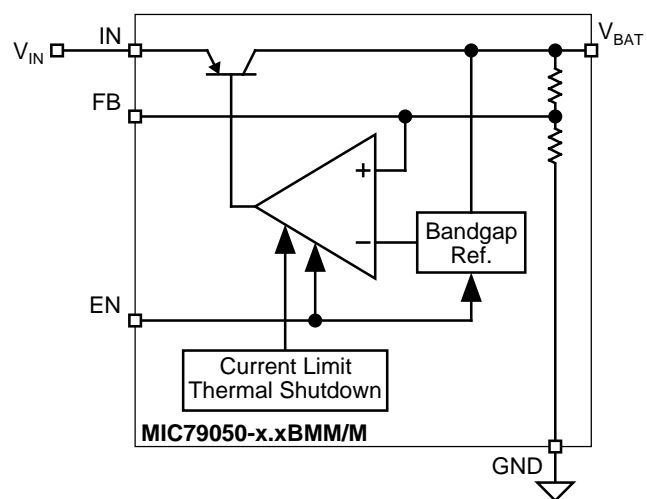 IN
V_IN
V_BAT
FB
+
−
Bandgap
Ref.
EN
Current Limit
Thermal Shutdown
MIC79050-x.xBMM/M
GND